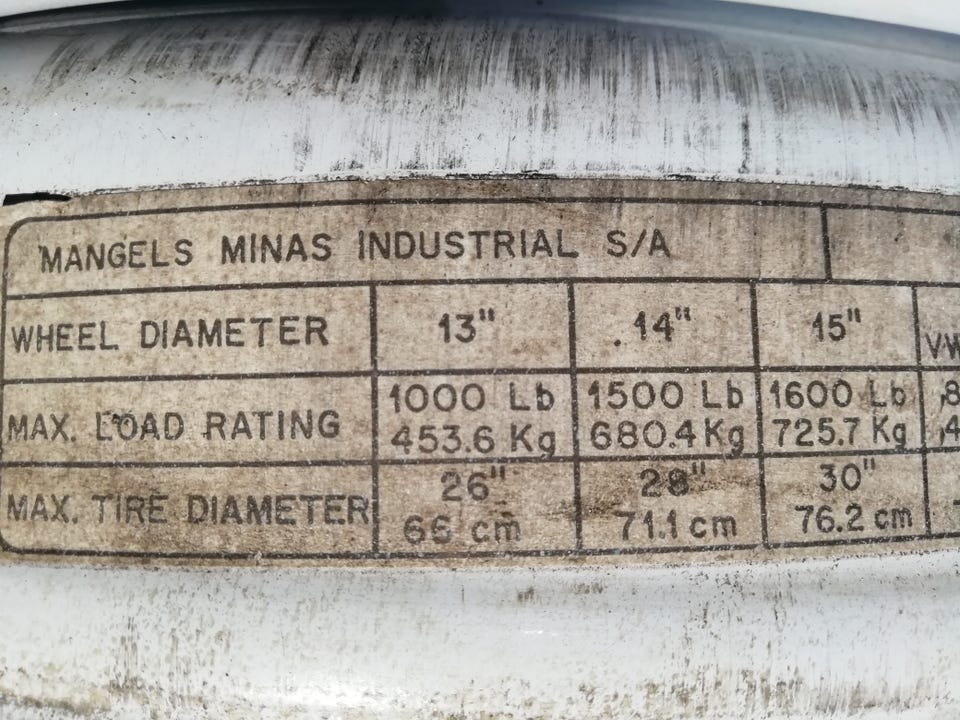 MANGELS MINAS INDUSTRIAL S/A
WHEEL DIAMETER 13" 14" 15" VW
MAX. LOAD RATING 1000 Lb 1500 Lb 1600 Lb
453.6 Kg 680.4 Kg 725.7 Kg
MAX. TIRE DIAMETER 26" 28" 30"
66 cm 71.1 cm 76.2 cm